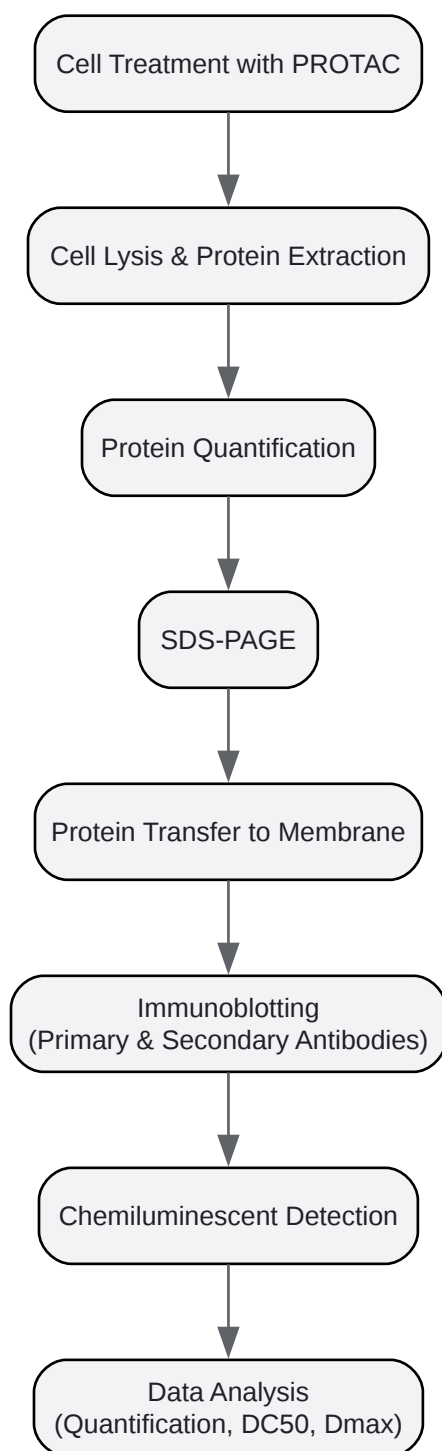 Cell Treatment with PROTAC
Cell Lysis & Protein Extraction
Protein Quantification
SDS-PAGE
Protein Transfer to Membrane
Immunoblotting
(Primary & Secondary Antibodies)
Chemiluminescent Detection
Data Analysis
(Quantification, DC50, Dmax)